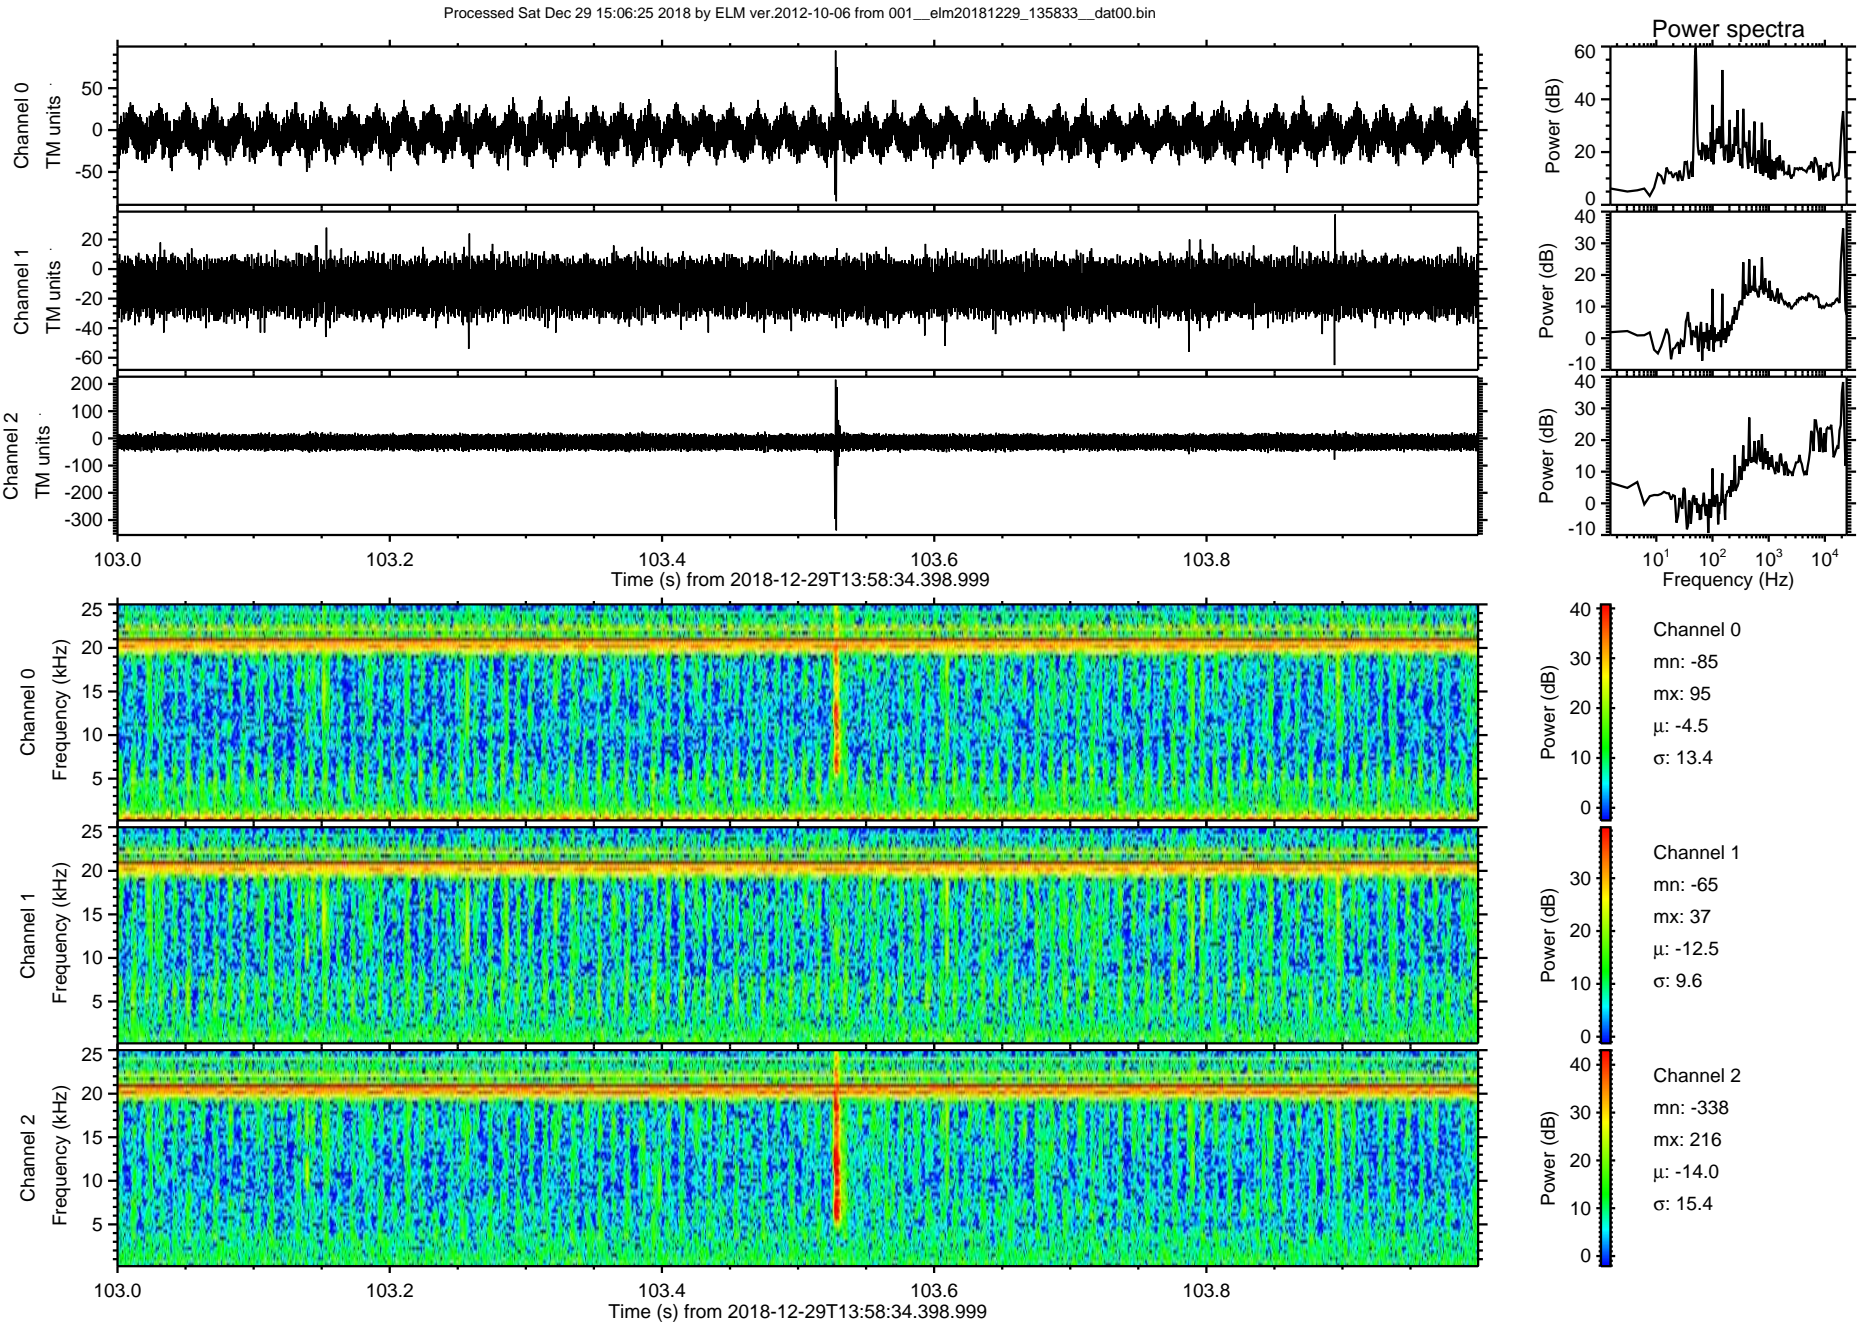 Processed Sat Dec 29 15:06:25 2018 by ELM ver.2012-10-06 from 001__elm20181229_135833__dat00.bin
Power spectra
Channel 0
TM units
50
0
-50
Power (dB)
60
40
20
0
Channel 1
TM units
20
0
-20
-40
-60
Power (dB)
40
30
20
10
0
-10
Channel 2
TM units
200
100
0
-100
-200
-300
Power (dB)
40
30
20
10
0
-10
103.0 103.2 103.4 103.6 103.8
Time (s) from 2018-12-29T13:58:34.398.999
10¹ 10² 10³ 10⁴
Frequency (Hz)
Channel 0
Frequency (kHz)
25
20
15
10
5
Power (dB)
40
30
20
10
0
Channel 0
mn: -85
mx: 95
µ: -4.5
σ: 13.4
Channel 1
Frequency (kHz)
25
20
15
10
5
Power (dB)
30
20
10
0
Channel 1
mn: -65
mx: 37
µ: -12.5
σ: 9.6
Channel 2
Frequency (kHz)
25
20
15
10
5
Power (dB)
40
30
20
10
0
Channel 2
mn: -338
mx: 216
µ: -14.0
σ: 15.4
103.0 103.2 103.4 103.6 103.8
Time (s) from 2018-12-29T13:58:34.398.999